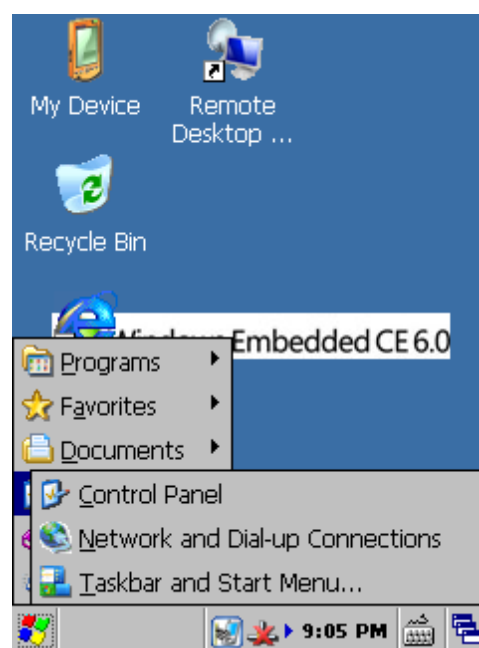 My Device
Remote
Desktop ...
Recycle Bin
Embedded CE 6.0
Programs
Favorites
Documents
Control Panel
Network and Dial-up Connections
Taskbar and Start Menu...
9:05 PM